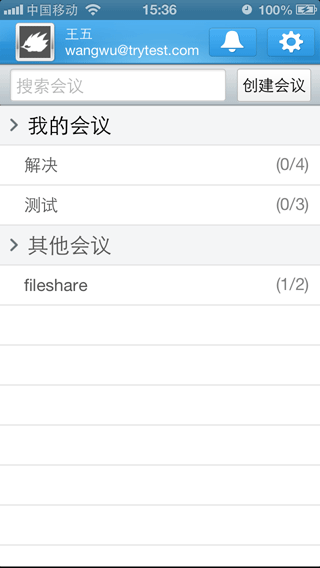 中国移动 15:36 100%
王五
wangwu@trytest.com
搜索会议 创建会议
我的会议
解决 (0/4)
测试 (0/3)
其他会议
fileshare (1/2)